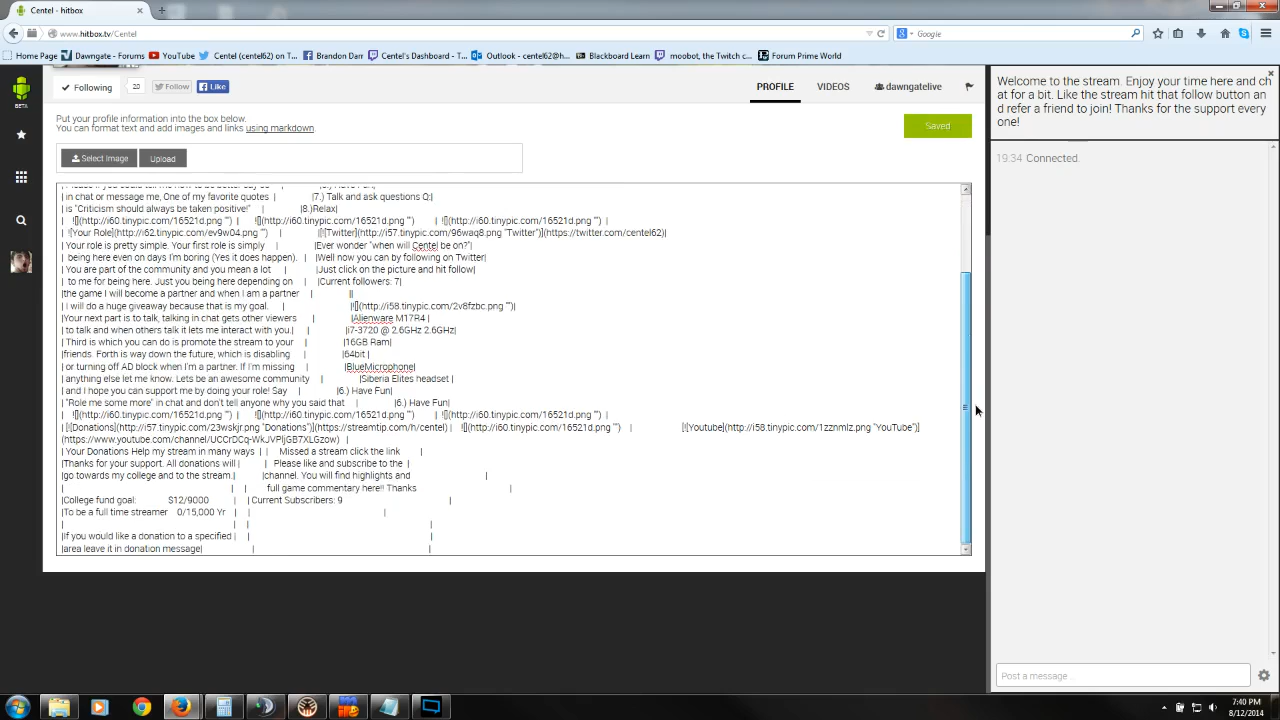 Centel - hitbox
www.hitbox.tv/Centel
Google
Home Page
Dawngate - Forums
YouTube
Centel (centel62) on T...
Brandon Darr
Centel's Dashboard - T...
Outlook - centel62@h...
Blackboard Learn
moobot, the Twitch c...
Forum Prime World
BETA
Following
20
Follow
Like
PROFILE
VIDEOS
dawngatelive
Put your profile information into the box below.
You can format text and add images and links using markdown.
Saved
Select Image
Upload
| in chat or message me, One of my favorite quotes | |7.) Talk and ask questions Q:|
| is "Criticism should always be taken positive!" | |8.)Relax|
| ![](http://i60.tinypic.com/16521d.png "") | ![](http://i60.tinypic.com/16521d.png "") | ![](http://i60.tinypic.com/16521d.png "") |
| ![Your Role](http://i62.tinypic.com/ev9w04.png "") | |[![Twitter](http://i57.tinypic.com/96waq8.png "Twitter")](https://twitter.com/centel62)|
| Your role is pretty simple. Your first role is simply |Ever wonder "when will Centel be on?"|
| being here even on days I'm boring (Yes it does happen). |Well now you can by following on Twitter|
| You are part of the community and you mean a lot |Just click on the picture and hit follow|
| to me for being here. Just you being here depending on |Current followers: 7|
|the game I will become a partner and when I am a partner | ||
| I will do a huge giveaway because that is my goal. | |![](http://i58.tinypic.com/2v8fzbc.png "")|
|Your next part is to talk, talking in chat gets other viewers | |Alienware M17R4 |
| to talk and when others talk it lets me interact with you.| | |i7-3720 @ 2.6GHz 2.6GHz|
| Third is which you can do is promote the stream to your |16GB Ram|
|friends. Forth is way down the future, which is disabling | |64bit |
| or turning off AD block when I'm a partner. If I'm missing | |BlueMicrophone|
| anything else let me know. Lets be an awesome community | |Siberia Elites headset |
| and I hope you can support me by doing your role! Say | |6.) Have Fun|
| "Role me some more" in chat and don't tell anyone why you said that | |6.) Have Fun|
| ![](http://i60.tinypic.com/16521d.png "") | ![](http://i60.tinypic.com/16521d.png "") | ![](http://i60.tinypic.com/16521d.png "") |
| [![Donations](http://i57.tinypic.com/23wskjr.png "Donations")](https://streamtip.com/h/centel) | ![](http://i60.tinypic.com/16521d.png "") | [![Youtube](http://i58.tinypic.com/1zznmlz.png "YouTube")]
(https://www.youtube.com/channel/UCCrDCq-WkJVPIjGB7XLGzow) |
| Your Donations Help my stream in many ways | | Missed a stream click the link |
|Thanks for your support. All donations will | | Please like and subscribe to the |
|go towards my college and to the stream.| |channel. You will find highlights and |
| | | full game commentary here!! Thanks |
|College fund goal: $12/9000 | | Current Subscribers: 9 |
|To be a full time streamer 0/15,000 Yr | | |
| | | |
|If you would like a donation to a specified | | |
|area leave it in donation message| | |
Welcome to the stream. Enjoy your time here and ch
at for a bit. Like the stream hit that follow button an
d refer a friend to join! Thanks for the support every
one!
19:34 Connected.
Post a message ...
7:40 PM
8/12/2014